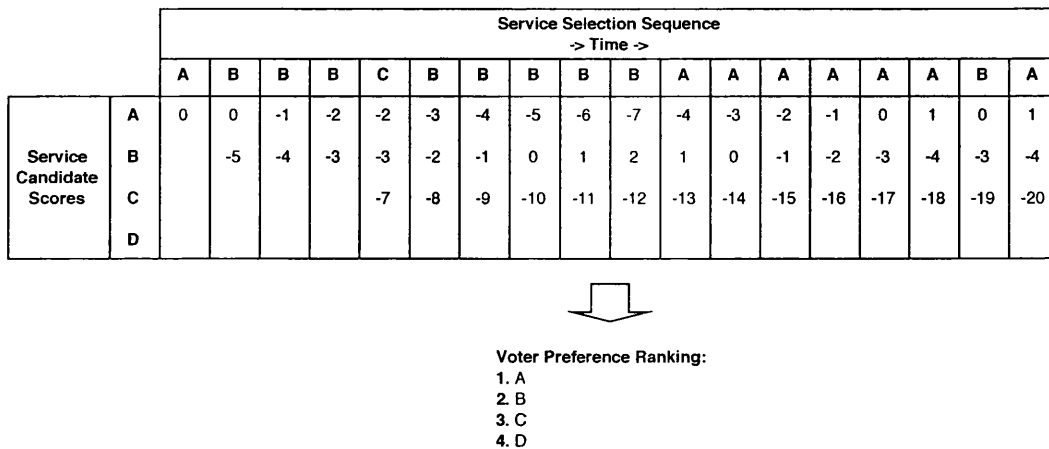 Service Selection Sequence
-> Time ->
A B B B C B B B B B A A A A A A B A
A 0 0 -1 -2 -2 -3 -4 -5 -6 -7 -4 -3 -2 -1 0 1 0 1
Service Candidate Scores
B -5 -4 -3 -3 -2 -1 0 1 2 1 0 -1 -2 -3 -4 -3 -4
C -7 -8 -9 -10 -11 -12 -13 -14 -15 -16 -17 -18 -19 -20
D
Voter Preference Ranking:
1. A
2. B
3. C
4. D